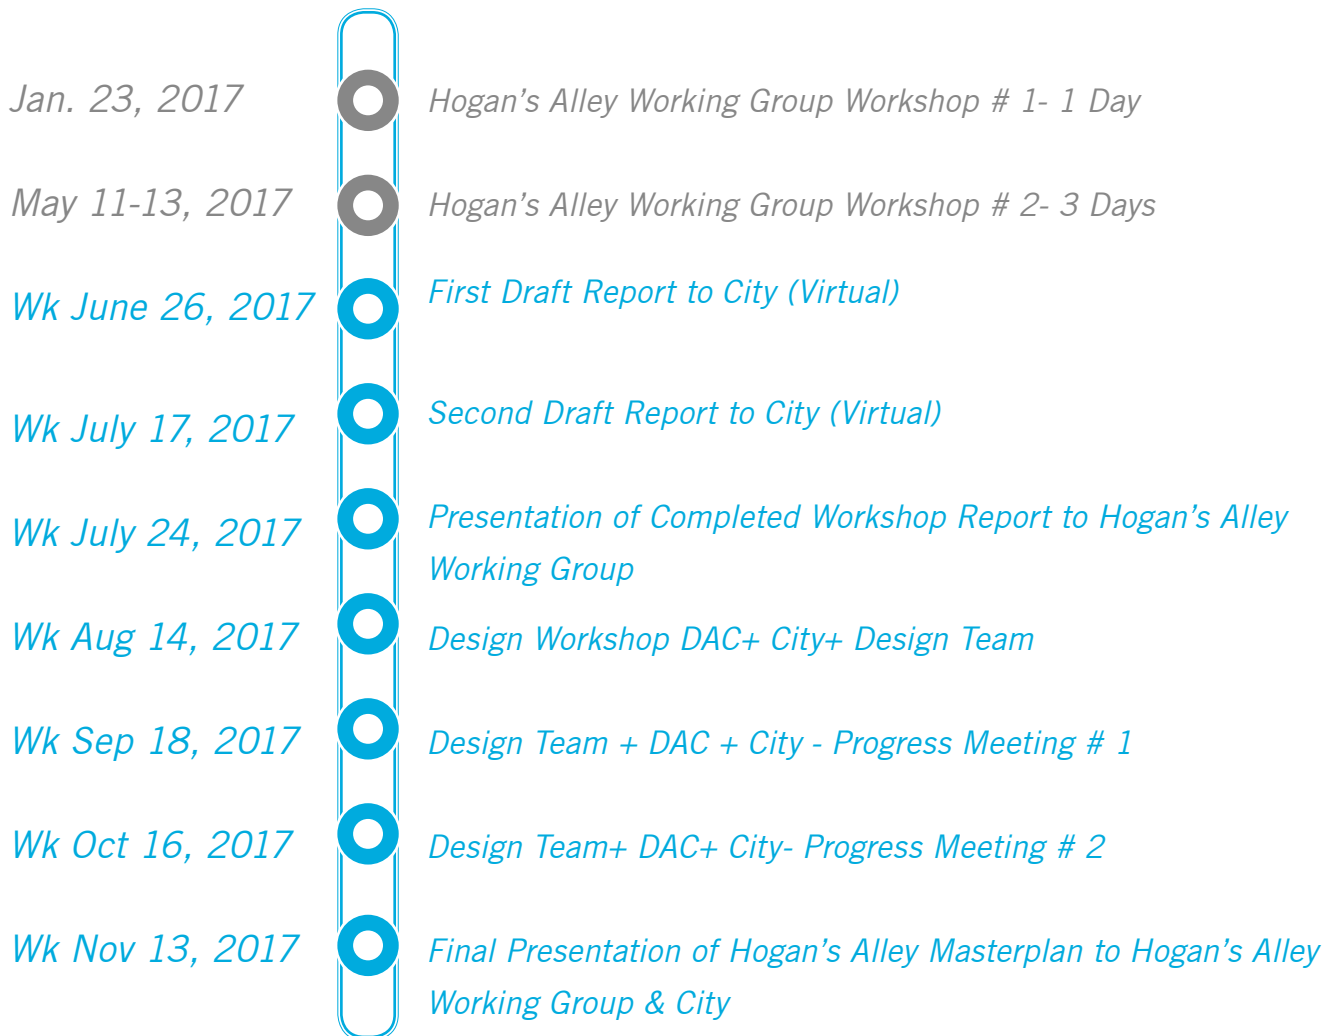 Jan. 23, 2017
Hogan’s Alley Working Group Workshop # 1- 1 Day
May 11-13, 2017
Hogan’s Alley Working Group Workshop # 2- 3 Days
Wk June 26, 2017
First Draft Report to City (Virtual)
Wk July 17, 2017
Second Draft Report to City (Virtual)
Wk July 24, 2017
Presentation of Completed Workshop Report to Hogan’s Alley
Working Group
Wk Aug 14, 2017
Design Workshop DAC+ City+ Design Team
Wk Sep 18, 2017
Design Team + DAC + City - Progress Meeting # 1
Wk Oct 16, 2017
Design Team+ DAC+ City- Progress Meeting # 2
Wk Nov 13, 2017
Final Presentation of Hogan’s Alley Masterplan to Hogan’s Alley
Working Group & City